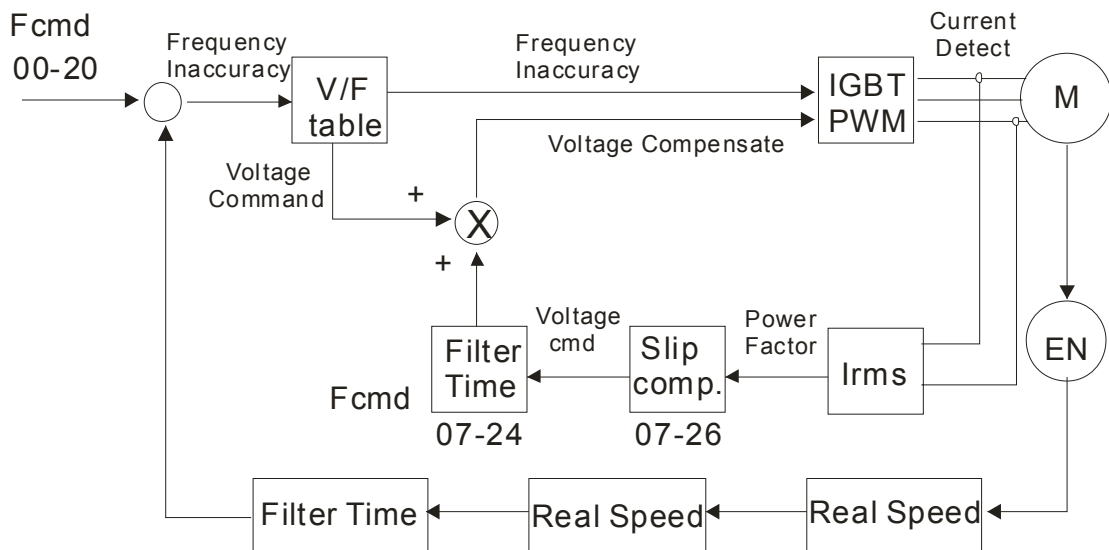 Fcmd
00-20
Frequency
Inaccuracy
V/F
table
Frequency
Inaccuracy
IGBT
PWM
Current
Detect
M
Voltage
Command
+
X
+
Voltage Compensate
Fcmd
Filter
Time
07-24
Voltage
cmd
Slip
comp.
07-26
Power
Factor
Irms
EN
Filter Time
Real Speed
Real Speed